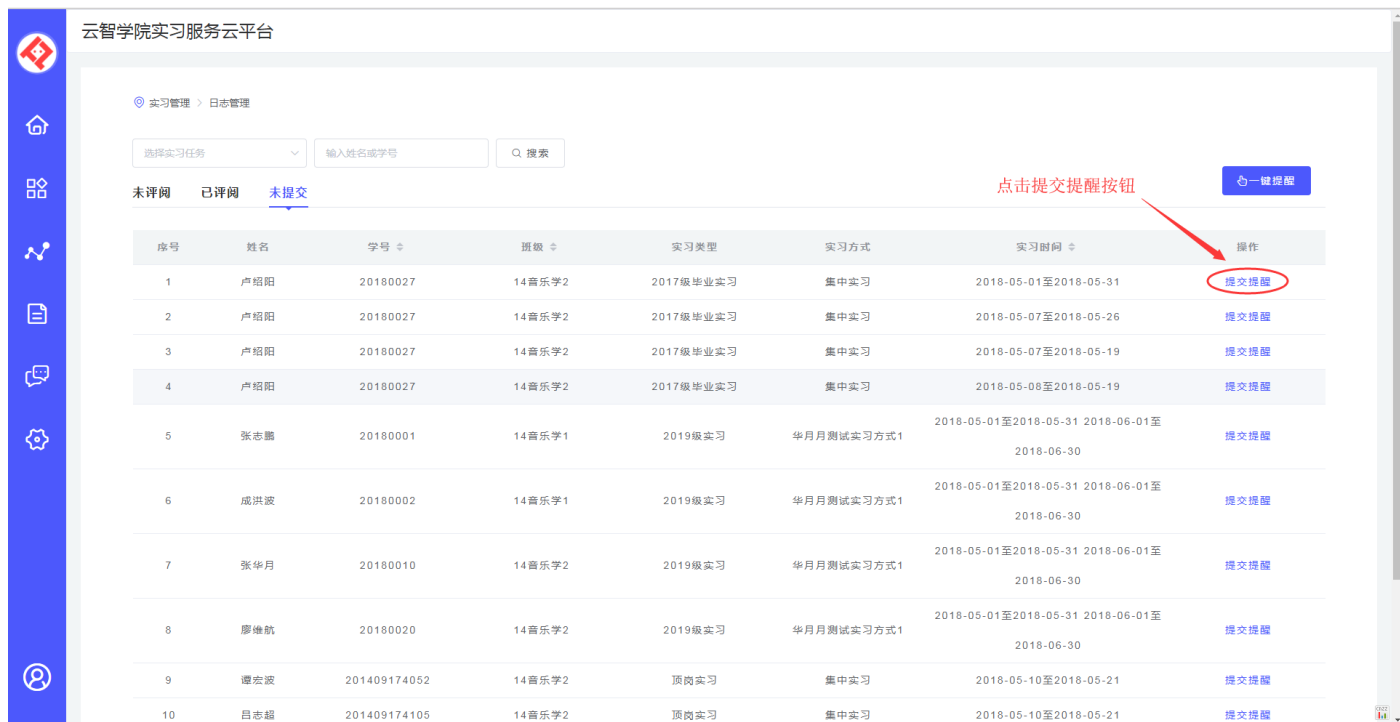 云智学院实习服务云平台
实习管理 > 日志管理
选择实习任务 输入姓名或学号 搜索
点击提交提醒按钮 一键提醒
未评阅 已评阅 未提交
序号 姓名 学号 班级 实习类型 实习方式 实习时间 操作
1 卢绍阳 20180027 14音乐学2 2017级毕业实习 集中实习 2018-05-01至2018-05-31 提交提醒
2 卢绍阳 20180027 14音乐学2 2017级毕业实习 集中实习 2018-05-07至2018-05-26 提交提醒
3 卢绍阳 20180027 14音乐学2 2017级毕业实习 集中实习 2018-05-07至2018-05-19 提交提醒
4 卢绍阳 20180027 14音乐学2 2017级毕业实习 集中实习 2018-05-08至2018-05-19 提交提醒
5 张志鹏 20180001 14音乐学1 2019级实习 华月月测试实习方式1 2018-05-01至2018-05-31 2018-06-01至 提交提醒
2018-06-30
6 成洪波 20180002 14音乐学1 2019级实习 华月月测试实习方式1 2018-05-01至2018-05-31 2018-06-01至 提交提醒
2018-06-30
7 张华月 20180010 14音乐学2 2019级实习 华月月测试实习方式1 2018-05-01至2018-05-31 2018-06-01至 提交提醒
2018-06-30
8 廖维航 20180020 14音乐学2 2019级实习 华月月测试实习方式1 2018-05-01至2018-05-31 2018-06-01至 提交提醒
2018-06-30
9 谭宏波 201409174052 14音乐学2 顶岗实习 集中实习 2018-05-10至2018-05-21 提交提醒
10 吕志超 201409174105 14音乐学2 顶岗实习 集中实习 2018-05-10至2018-05-21 提交提醒